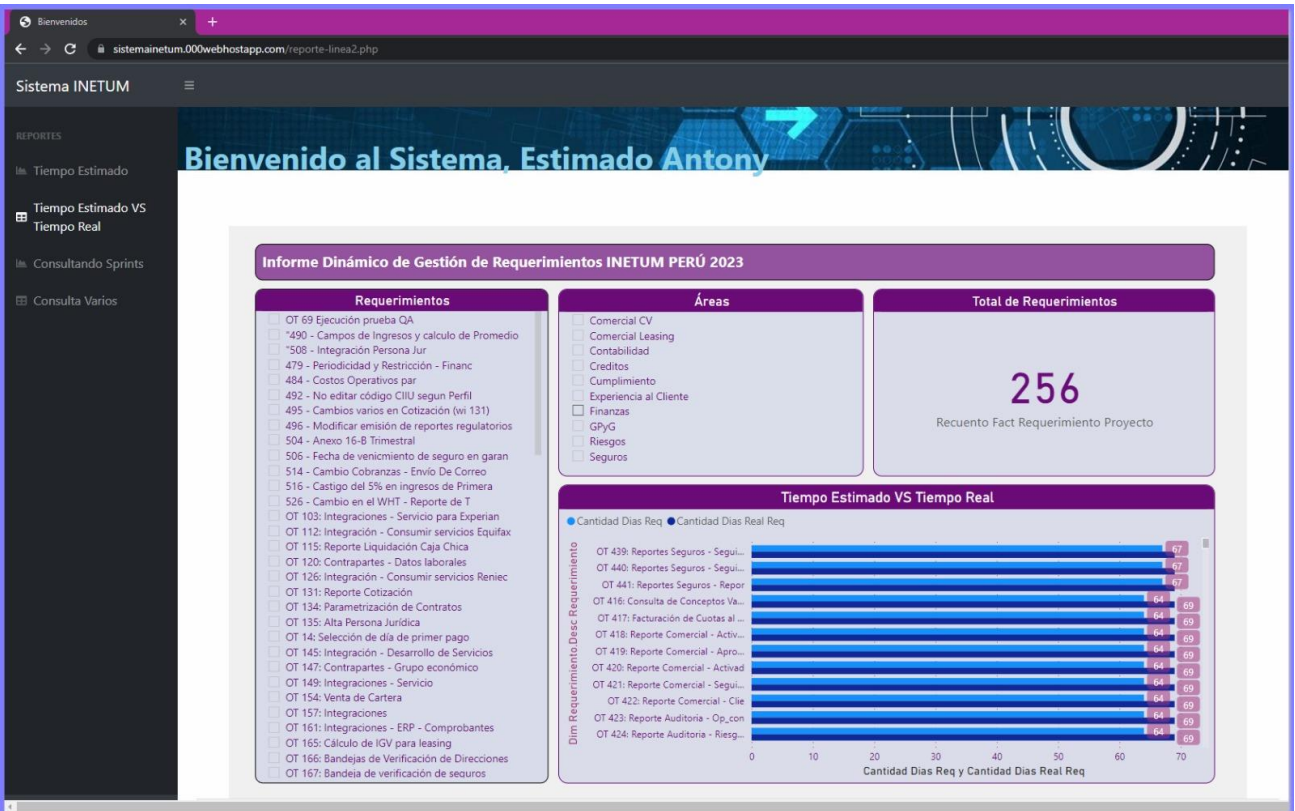 Bienvenidos
sistemainetum.000webhostapp.com/reporte-linea2.php
Sistema INETUM
REPORTES
Tiempo Estimado
Tiempo Estimado VS
Tiempo Real
Consultando Sprints
Consulta Varios
Bienvenido al Sistema, Estimado Antony
Informe Dinámico de Gestión de Requerimientos INETUM PERÚ 2023
Requerimientos
OT 69 Ejecución prueba QA
"490 - Campos de Ingresos y calculo de Promedio
"508 - Integración Persona Jur
479 - Periodicidad y Restricción - Financ
484 - Costos Operativos par
492 - No editar código CIIU segun Perfil
495 - Cambios varios en Cotización (wi 131)
496 - Modificar emisión de reportes regulatorios
504 - Anexo 16-B Trimestral
506 - Fecha de venicmiento de seguro en garan
514 - Cambio Cobranzas - Envío De Correo
516 - Castigo del 5% en ingresos de Primera
526 - Cambio en el WHT - Reporte de T
OT 103: Integraciones - Servicio para Experian
OT 112: Integración - Consumir servicios Equifax
OT 115: Reporte Liquidación Caja Chica
OT 120: Contrapartes - Datos laborales
OT 126: Integración - Consumir servicios Reniec
OT 131: Reporte Cotización
OT 134: Parametrización de Contratos
OT 135: Alta Persona Jurídica
OT 14: Selección de día de primer pago
OT 145: Integración - Desarrollo de Servicios
OT 147: Contrapartes - Grupo económico
OT 149: Integraciones - Servicio
OT 154: Venta de Cartera
OT 157: Integraciones
OT 161: Integraciones - ERP - Comprobantes
OT 165: Cálculo de IGV para leasing
OT 166: Bandejas de Verificación de Direcciones
OT 167: Bandeja de verificación de seguros
Áreas
Comercial CV
Comercial Leasing
Contabilidad
Creditos
Cumplimiento
Experiencia al Cliente
Finanzas
GPyG
Riesgos
Seguros
Total de Requerimientos
256
Recuento Fact Requerimiento Proyecto
Tiempo Estimado VS Tiempo Real
Cantidad Dias Req Cantidad Dias Real Req
Dim Requerimiento.Desc Requerimiento
OT 439: Reportes Seguros - Segui... 67
OT 440: Reportes Seguros - Segui... 67
OT 441: Reportes Seguros - Repor 67
OT 416: Consulta de Conceptos Va... 64 69
OT 417: Facturación de Cuotas al ... 64 69
OT 418: Reporte Comercial - Activ... 64 69
OT 419: Reporte Comercial - Apro... 64 69
OT 420: Reporte Comercial - Activad 64 69
OT 421: Reporte Comercial - Segui... 64 69
OT 422: Reporte Comercial - Clie 64 69
OT 423: Reporte Auditoria - Op_con 64 69
OT 424: Reporte Auditoria - Riesg... 64 69
0 10 20 30 40 50 60 70
Cantidad Dias Req y Cantidad Dias Real Req